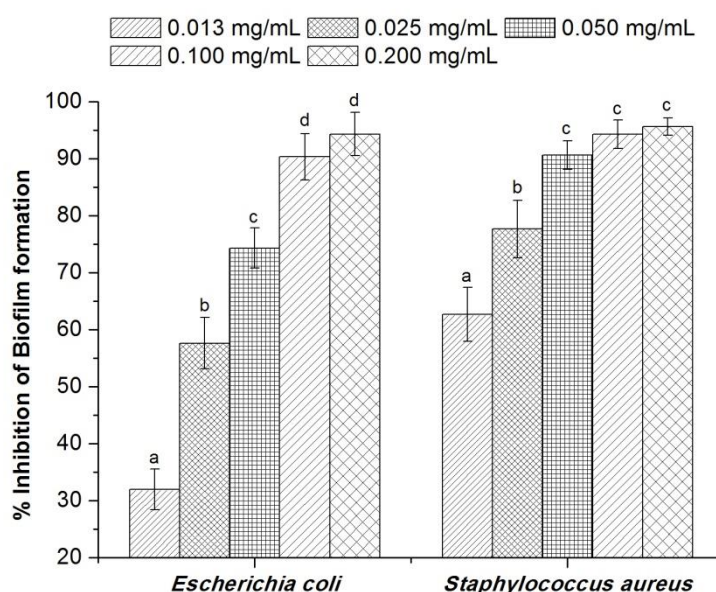 0.013 mg/mL 0.025 mg/mL 0.050 mg/mL
0.100 mg/mL 0.200 mg/mL
% Inhibition of Biofilm formation
100
90
80
70
60
50
40
30
20
a
b
c
d
d
a
b
c
c
c
Escherichia coli
Staphylococcus aureus